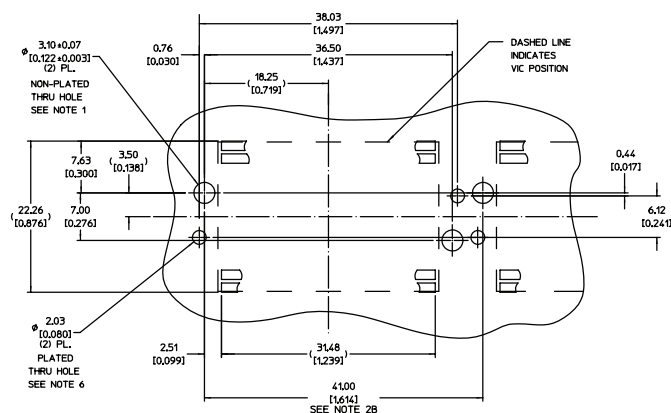 38.03
[1.497]
ø 3.10±0.07
[0.122±0.003]
(2) PL.
NON-PLATED
THRU HOLE
SEE NOTE 1
0.76
[0.030]
36.50
[1.437]
DASHED LINE
INDICATES
VIC POSITION
( 18.25 )
[0.719]
7.63
[0.300]
( 3.50 )
[0.138]
0.44
[0.017]
( 22.26 )
[0.876]
7.00
[0.276]
6.12
[0.241]
ø 2.03
[0.080]
(2) PL.
PLATED
THRU HOLE
SEE NOTE 6
2.51
[0.099]
( 31.48 )
[1.239]
41.00
[1.614]
SEE NOTE 2B